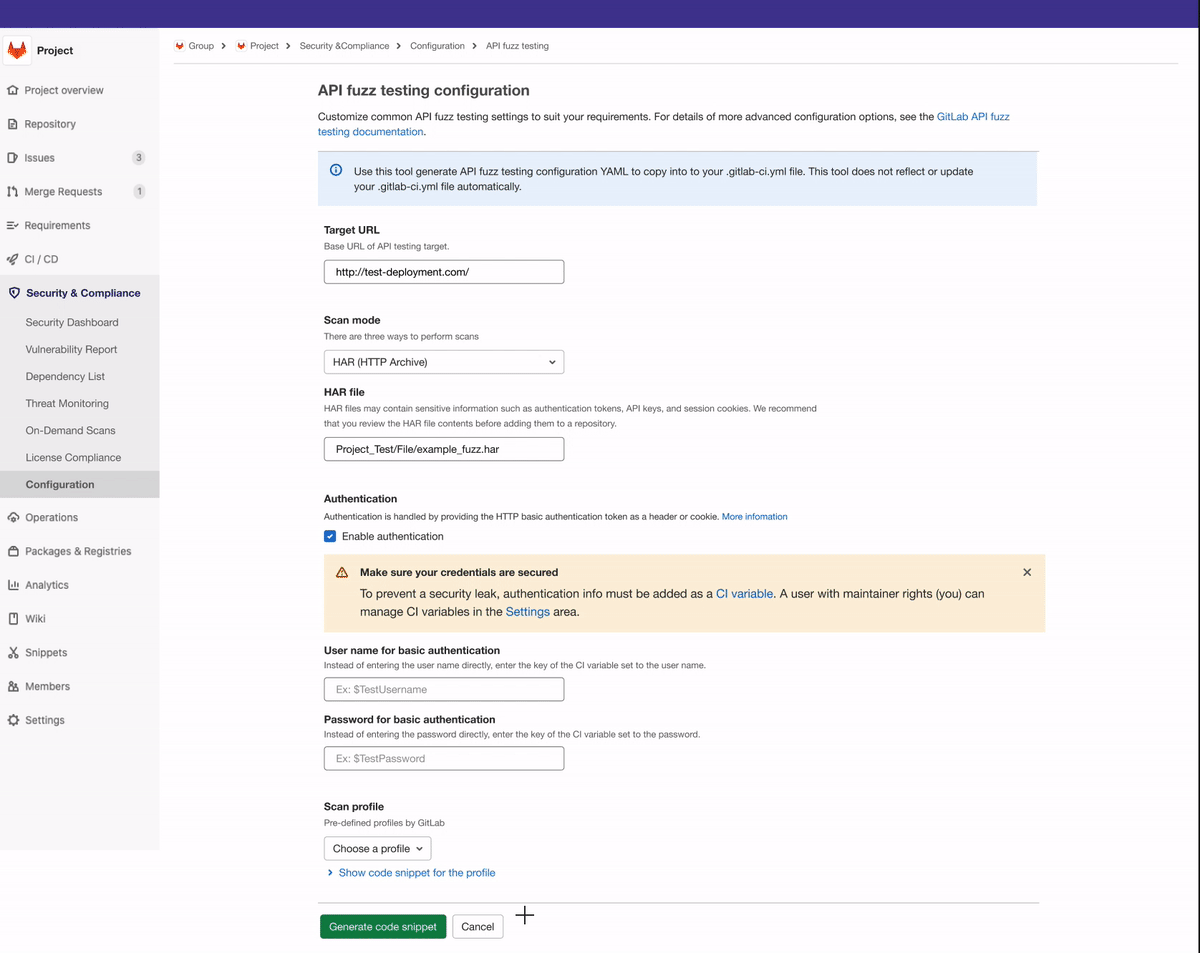 Project
Project overview
Repository
Issues 3
Merge Requests 1
Requirements
CI / CD
Security & Compliance
Security Dashboard
Vulnerability Report
Dependency List
Threat Monitoring
On-Demand Scans
License Compliance
Configuration
Operations
Packages & Registries
Analytics
Wiki
Snippets
Members
Settings
Group > Project > Security &Compliance > Configuration > API fuzz testing
API fuzz testing configuration
Customize common API fuzz testing settings to suit your requirements. For details of more advanced configuration options, see the GitLab API fuzz
testing documentation.
Use this tool generate API fuzz testing configuration YAML to copy into to your .gitlab-ci.yml file. This tool does not reflect or update
your .gitlab-ci.yml file automatically.
Target URL
Base URL of API testing target.
http://test-deployment.com/
Scan mode
There are three ways to perform scans
HAR (HTTP Archive)
HAR file
HAR files may contain sensitive information such as authentication tokens, API keys, and session cookies. We recommend
that you review the HAR file contents before adding them to a repository.
Project_Test/File/example_fuzz.har
Authentication
Authentication is handled by providing the HTTP basic authentication token as a header or cookie. More infomation
Enable authentication
Make sure your credentials are secured
To prevent a security leak, authentication info must be added as a CI variable. A user with maintainer rights (you) can
manage CI variables in the Settings area.
User name for basic authentication
Instead of entering the user name directly, enter the key of the CI variable set to the user name.
Ex: $TestUsername
Password for basic authentication
Instead of entering the password directly, enter the key of the CI variable set to the password.
Ex: $TestPassword
Scan profile
Pre-defined profiles by GitLab
Choose a profile
Show code snippet for the profile
Generate code snippet
Cancel